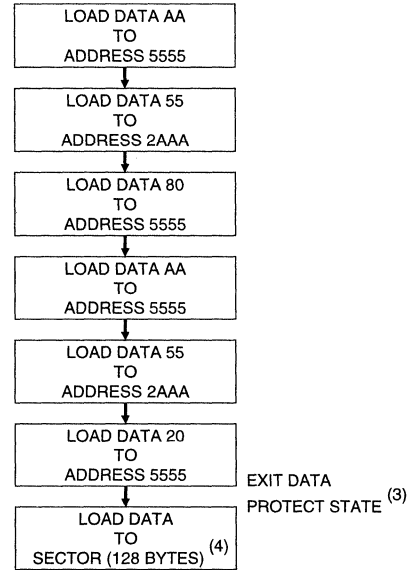 LOAD DATA AA
TO
ADDRESS 5555
LOAD DATA 55
TO
ADDRESS 2AAA
LOAD DATA 80
TO
ADDRESS 5555
LOAD DATA AA
TO
ADDRESS 5555
LOAD DATA 55
TO
ADDRESS 2AAA
LOAD DATA 20
TO
ADDRESS 5555
EXIT DATA
PROTECT STATE (3)
LOAD DATA
TO
SECTOR (128 BYTES) (4)